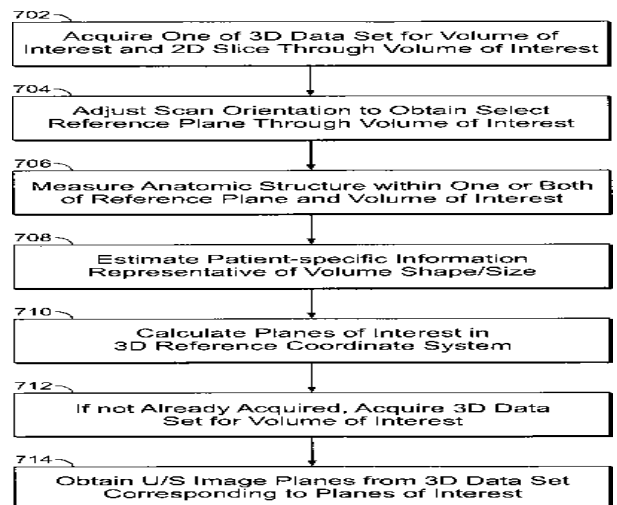 702
Acquire One of 3D Data Set for Volume of
Interest and 2D Slice Through Volume of Interest
704
Adjust Scan Orientation to Obtain Select
Reference Plane Through Volume of Interest
706
Measure Anatomic Structure within One or Both
of Reference Plane and Volume of Interest
708
Estimate Patient-specific Information
Representative of Volume Shape/Size
710
Calculate Planes of Interest in
3D Reference Coordinate System
712
If not Already Acquired, Acquire 3D Data
Set for Volume of Interest
714
Obtain U/S Image Planes from 3D Data Set
Corresponding to Planes of Interest